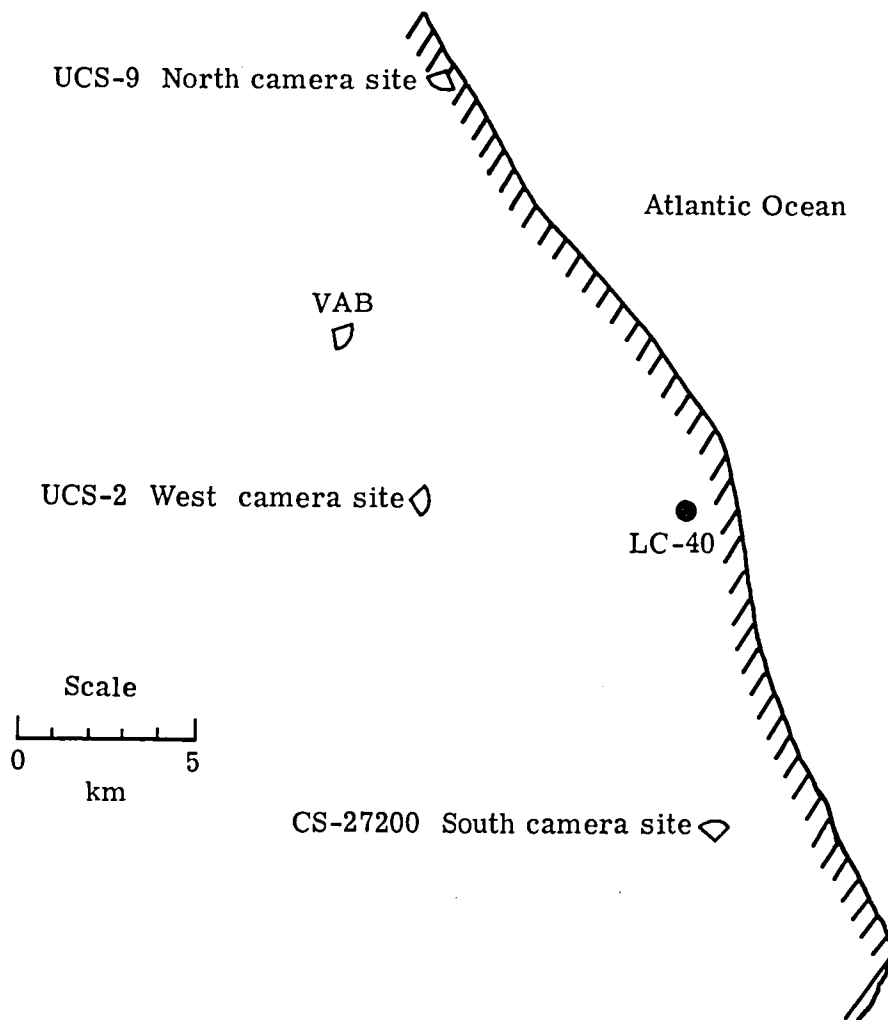 UCS-9 North camera site
Atlantic Ocean
VAB
UCS-2 West camera site
LC-40
Scale
0 5
km
CS-27200 South camera site